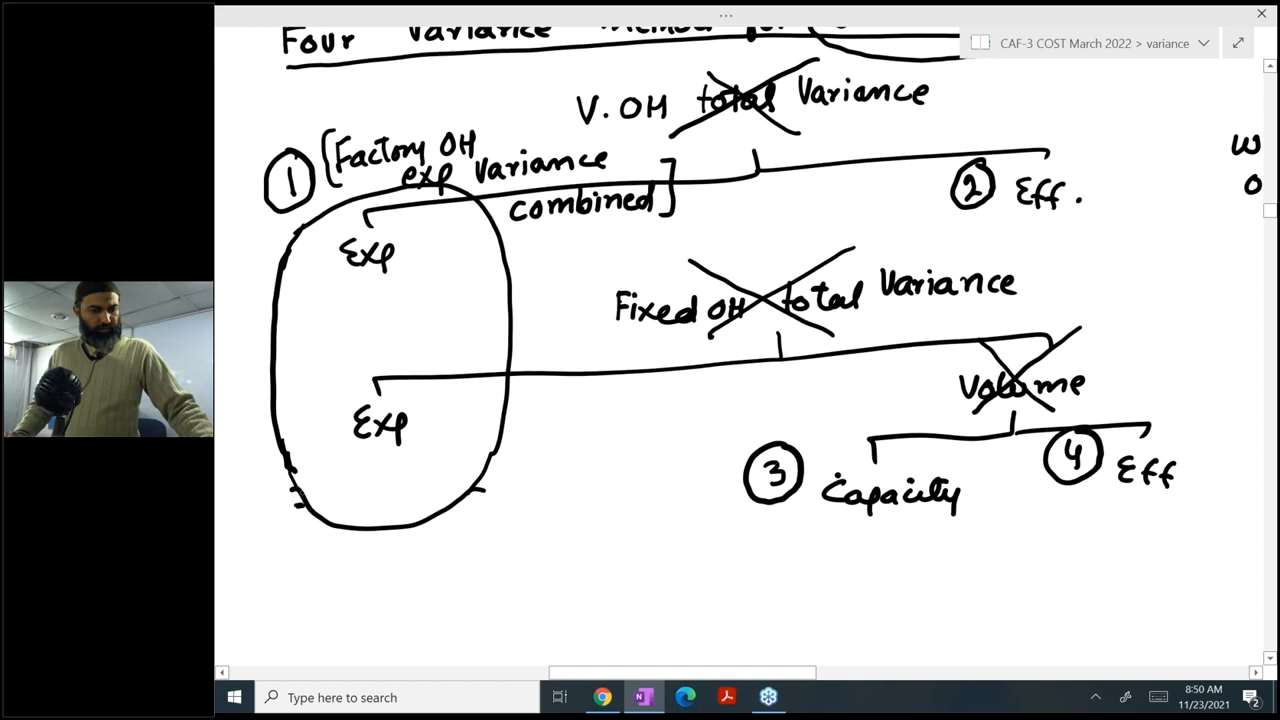 CAF-3 COST March 2022 > variance
Four Variance
V. OH total Variance
1 [Factory OH
exp Variance
combined]
2 Eff.
W
O
Exp
Fixed OH total Variance
Exp
Volume
3 Capacity
4 Eff
Type here to search
8:50 AM
11/23/2021
2